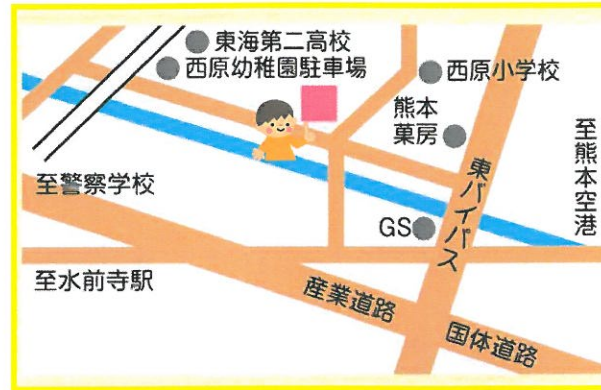 東海第二高校
西原幼稚園駐車場
西原小学校
熊本
菓房
至熊本空港
至警察学校
東バイパス
GS
至水前寺駅
産業道路
国体道路